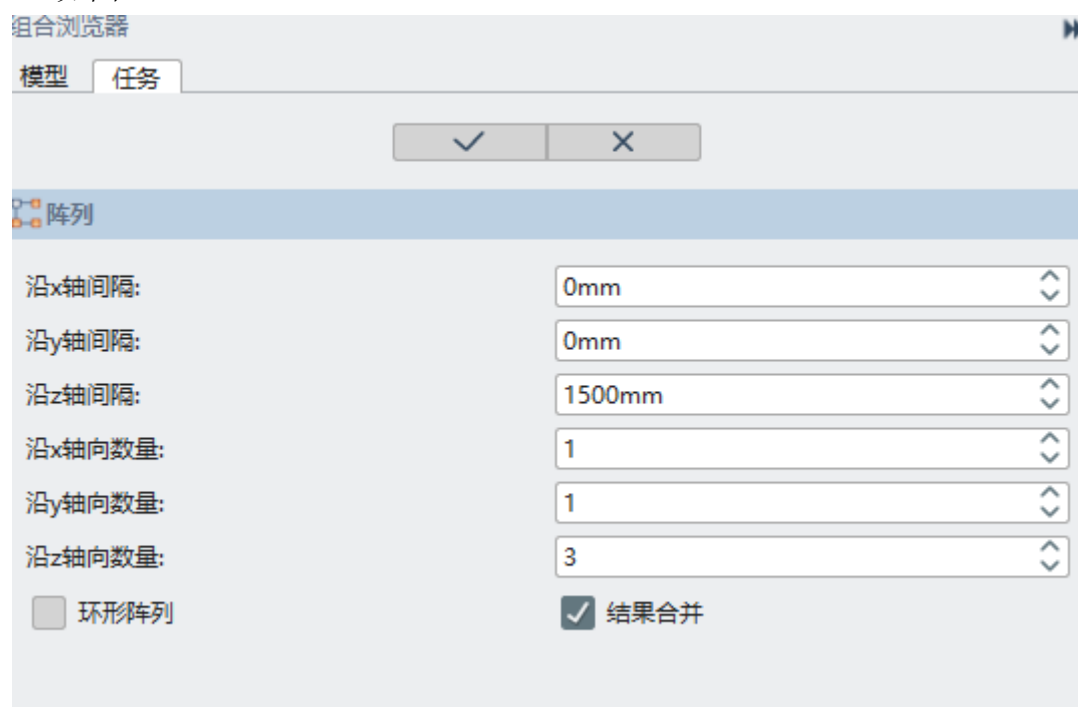 组合浏览器
模型 任务
阵列
沿x轴间隔: 0mm
沿y轴间隔: 0mm
沿z轴间隔: 1500mm
沿x轴向数量: 1
沿y轴向数量: 1
沿z轴向数量: 3
环形阵列 结果合并